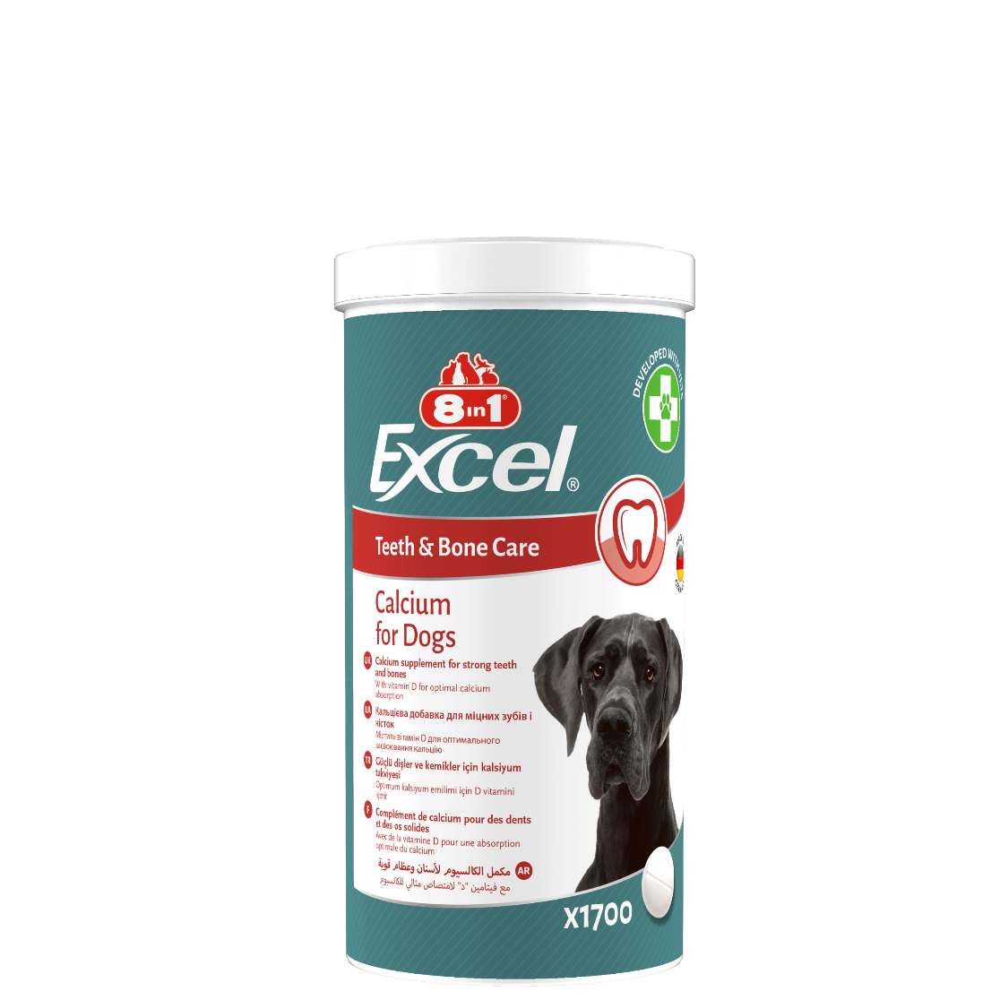 DEVELOPED WITH VETS
8in1®
Excel®
Teeth & Bone Care
Calcium
for Dogs
UK Calcium supplement for strong teeth
and bones
With vitamin D for optimal calcium
absorption
UA Кальцієва добавка для міцних зубів і
кісток
Містить вітамін D для оптимального
засвоювання кальцію
TR Güçlü dişler ve kemikler için kalsiyum
takviyesi
Optimum kalsiyum emilimi için D vitamini
içerir
F Complément de calcium pour des dents
et des os solides
Avec de la vitamine D pour une absorption
optimale du calcium
AR مكمل الكالسيوم لأسنان وعظام قوية
مع فيتامين "د" لامتصاص مثالي للكالسيوم
X1700